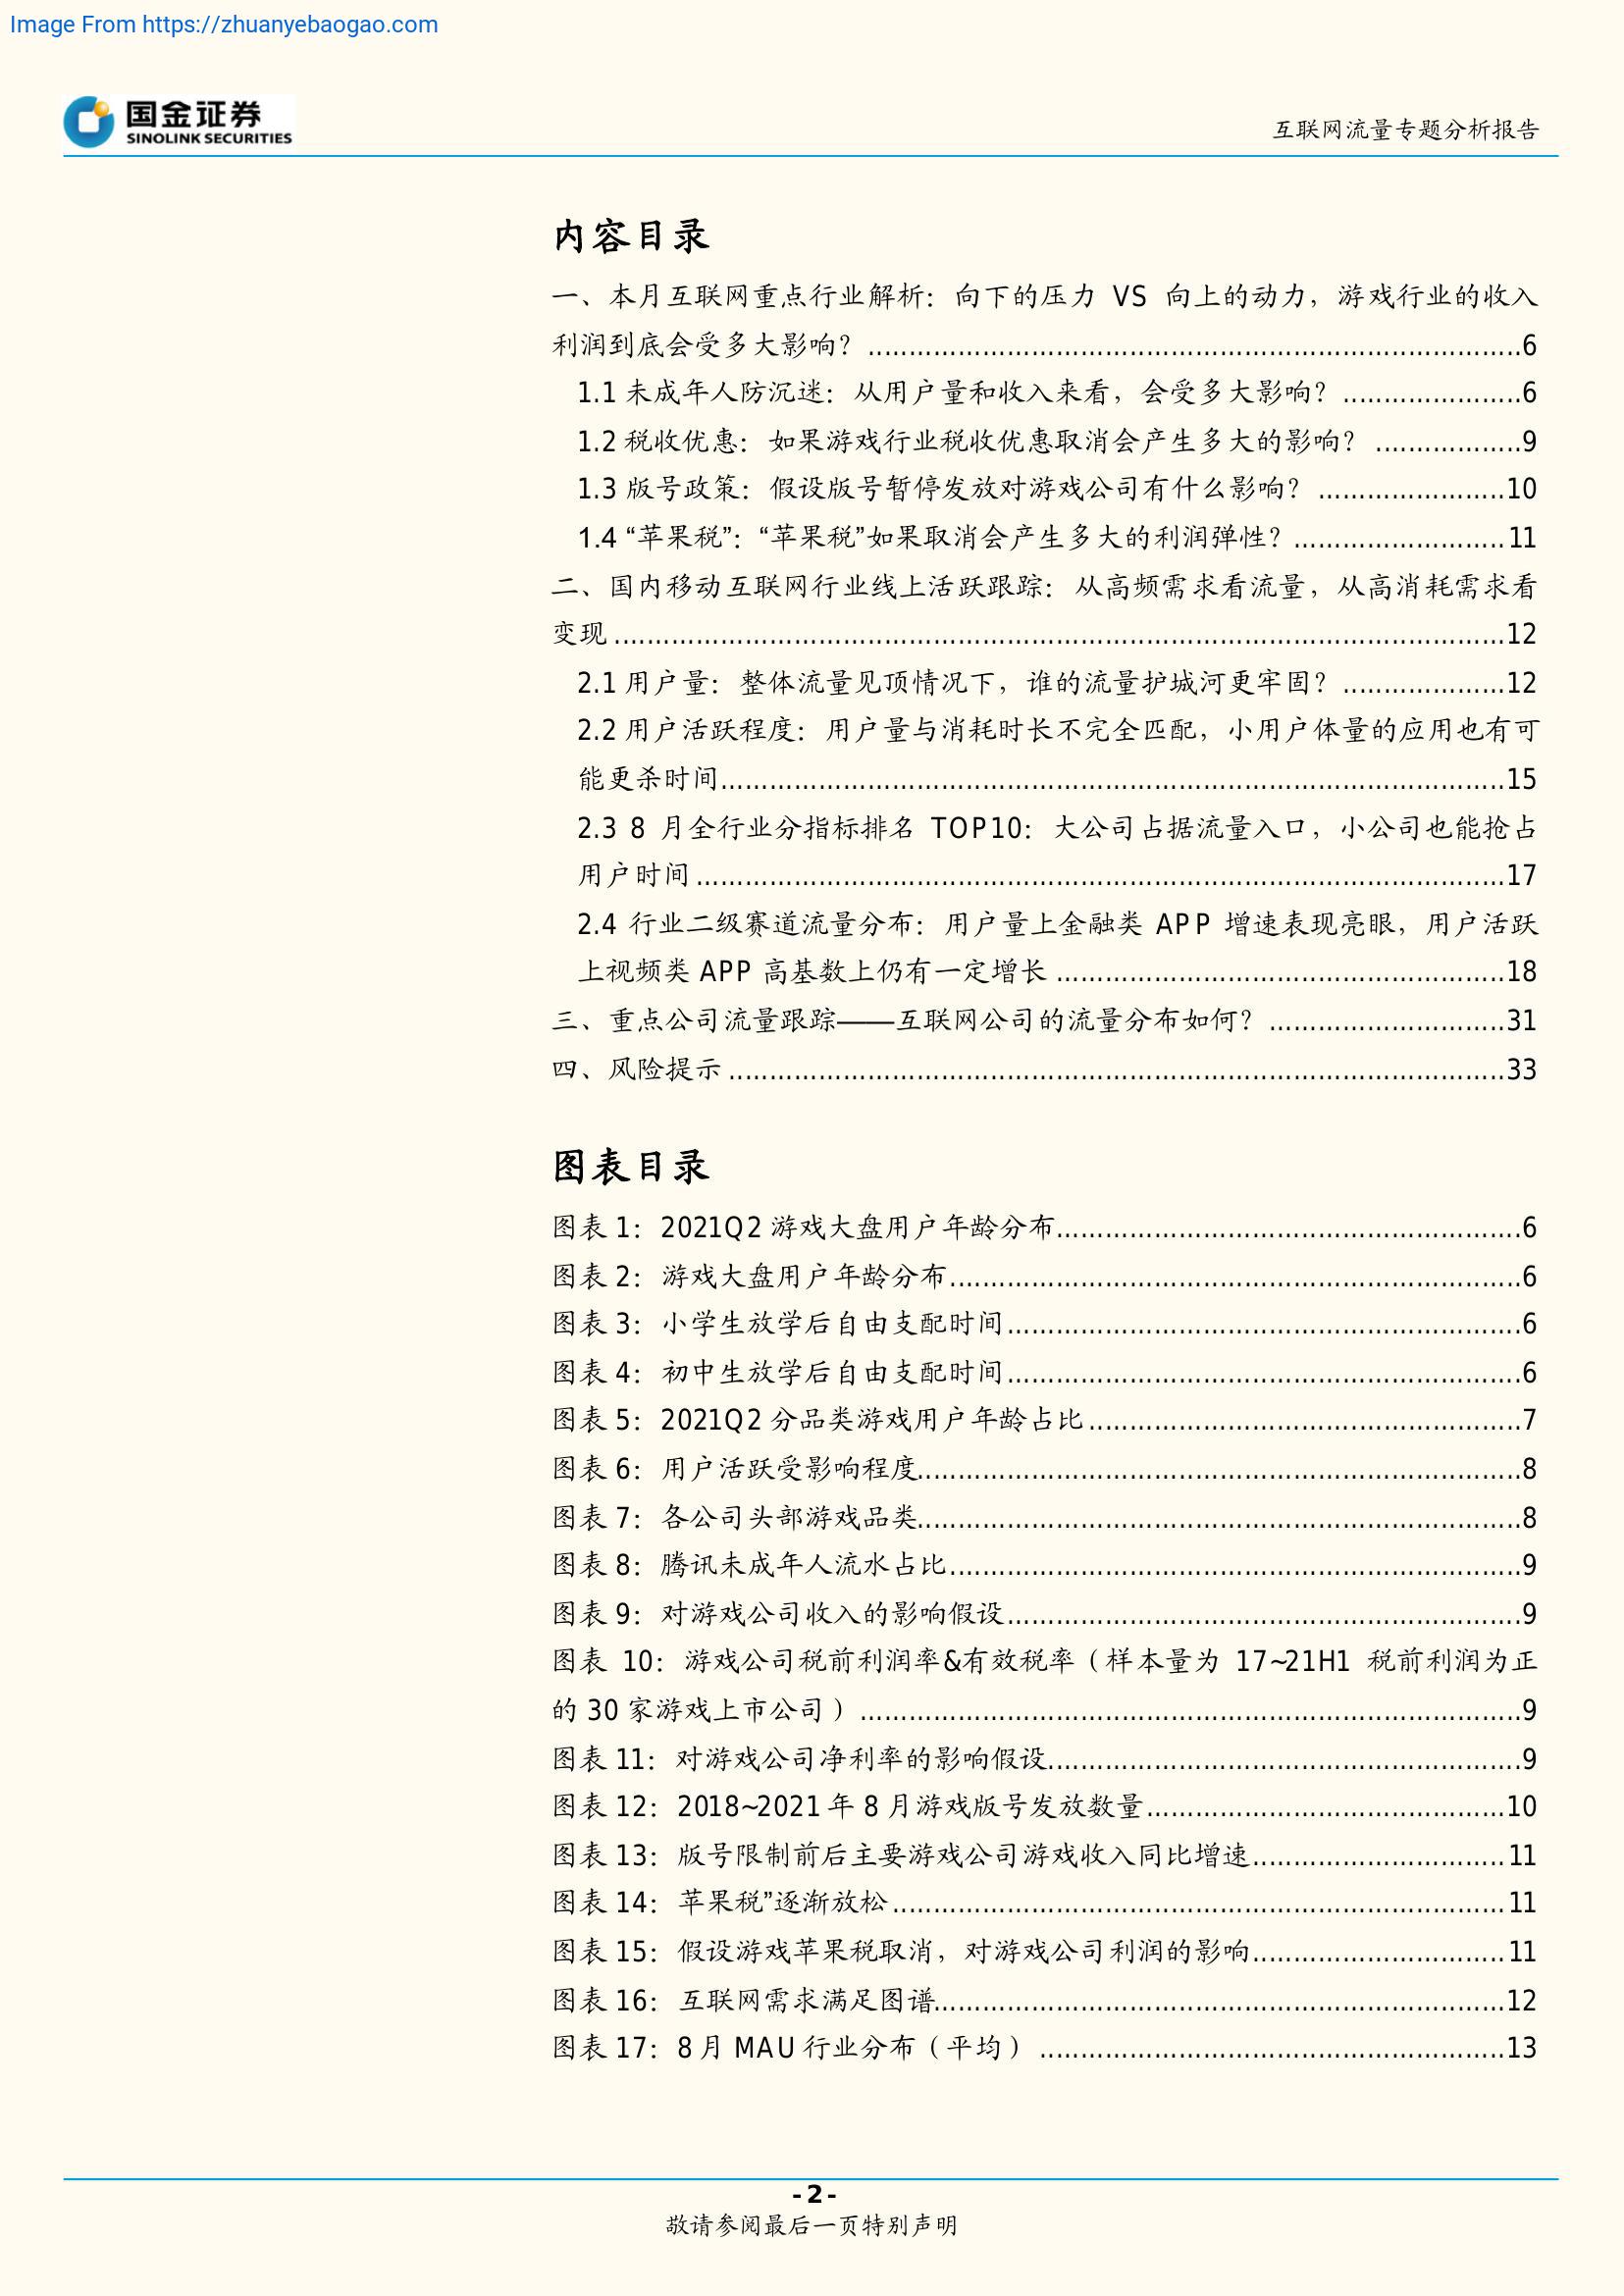 Image From https://zhuanyebaogao.com
国金证券
SINOLINK SECURITIES
互联网流量专题分析报告
内容目录
一、本月互联网重点行业解析：向下的压力 VS 向上的动力，游戏行业的收入
利润到底会受多大影响？ ................................................................................6
1.1 未成年人防沉迷：从用户量和收入来看，会受多大影响？ ......................6
1.2 税收优惠：如果游戏行业税收优惠取消会产生多大的影响？ ..................9
1.3 版号政策：假设版号暂停发放对游戏公司有什么影响？ .......................10
1.4 “苹果税”：“苹果税”如果取消会产生多大的利润弹性？..........................11
二、国内移动互联网行业线上活跃跟踪：从高频需求看流量，从高消耗需求看
变现 .............................................................................................................12
2.1 用户量：整体流量见顶情况下，谁的流量护城河更牢固？ ....................12
2.2 用户活跃程度：用户量与消耗时长不完全匹配，小用户体量的应用也有可
能更杀时间................................................................................................15
2.3 8 月全行业分指标排名 TOP10：大公司占据流量入口，小公司也能抢占
用户时间 ...................................................................................................17
2.4 行业二级赛道流量分布：用户量上金融类 APP 增速表现亮眼，用户活跃
上视频类 APP 高基数上仍有一定增长 .......................................................18
三、重点公司流量跟踪——互联网公司的流量分布如何？ .............................31
四、风险提示 ...............................................................................................33
图表目录
图表 1：2021Q2 游戏大盘用户年龄分布.........................................................6
图表 2：游戏大盘用户年龄分布......................................................................6
图表 3：小学生放学后自由支配时间...............................................................6
图表 4：初中生放学后自由支配时间...............................................................6
图表 5：2021Q2 分品类游戏用户年龄占比.....................................................7
图表 6：用户活跃受影响程度..........................................................................8
图表 7：各公司头部游戏品类..........................................................................8
图表 8：腾讯未成年人流水占比......................................................................9
图表 9：对游戏公司收入的影响假设...............................................................9
图表 10：游戏公司税前利润率&有效税率（样本量为 17~21H1 税前利润为正
的 30 家游戏上市公司） .................................................................................9
图表 11：对游戏公司净利率的影响假设..........................................................9
图表 12：2018~2021 年 8 月游戏版号发放数量............................................10
图表 13：版号限制前后主要游戏公司游戏收入同比增速...............................11
图表 14：苹果税”逐渐放松...........................................................................11
图表 15：假设游戏苹果税取消，对游戏公司利润的影响...............................11
图表 16：互联网需求满足图谱......................................................................12
图表 17：8 月 MAU 行业分布（平均） .........................................................13
- 2 -
敬请参阅最后一页特别声明